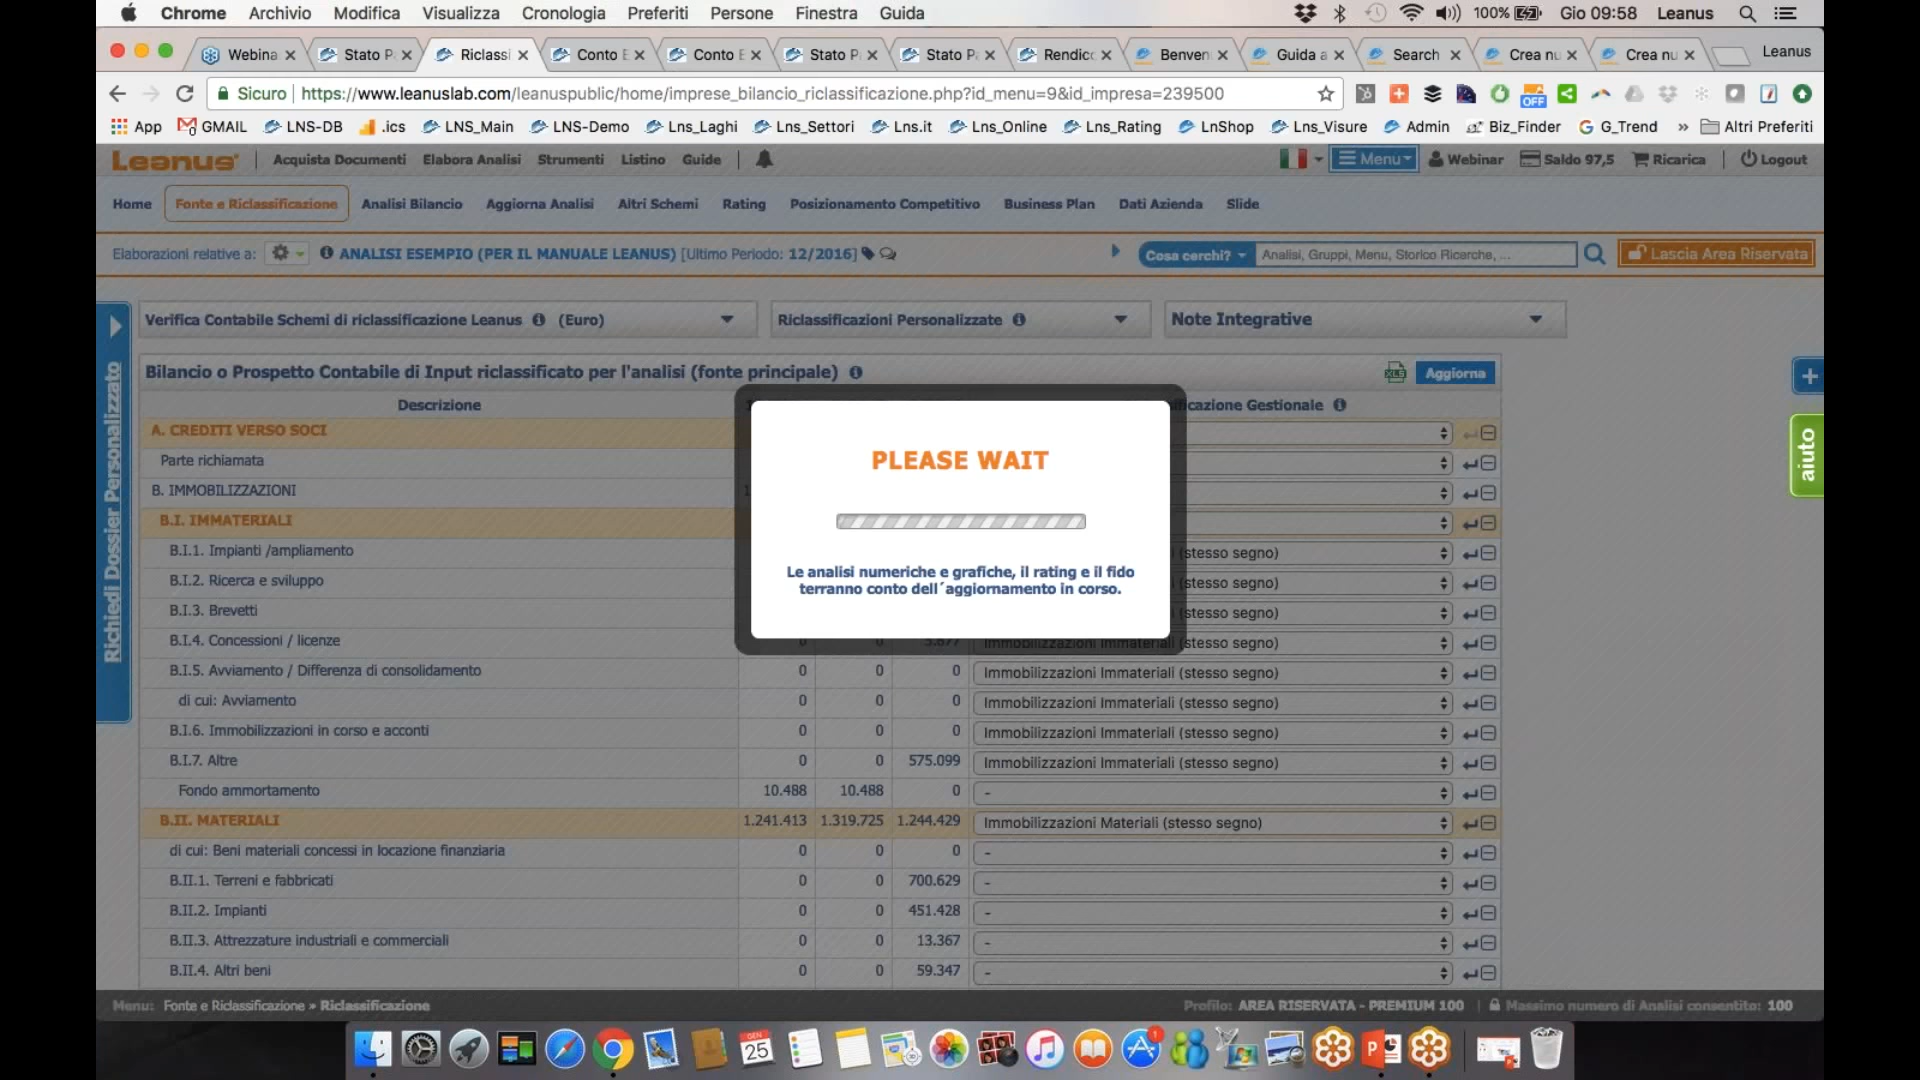 Chrome Archivio Modifica Visualizza Cronologia Preferiti Persone Finestra Guida 100% Gio 09:58 Leanus
Webina Stato P Riclassi Conto E Conto E Stato P Stato P Rendic Benven Guida a Search Crea nu Crea nu Leanus
Sicuro https://www.leanuslab.com/leanuspublic/home/imprese_bilancio_riclassificazione.php?id_menu=9&id_impresa=239500 OFF
App GMAIL LNS-DB .ics LNS_Main LNS-Demo Lns_Laghi Lns_Settori Lns.it Lns_Online Lns_Rating LnShop Lns_Visure Admin Biz_Finder G_Trend » Altri Preferiti
Leanus Acquista Documenti Elabora Analisi Strumenti Listino Guide Menu Webinar Saldo 97,5 Ricarica Logout
Home Fonte e Riclassificazione Analisi Bilancio Aggiorna Analisi Altri Schemi Rating Posizionamento Competitivo Business Plan Dati Azienda Slide
Elaborazioni relative a: ANALISI ESEMPIO (PER IL MANUALE LEANUS) [Ultimo Periodo: 12/2016] Cosa cerchi? Analisi, Gruppi, Menu, Storico Ricerche, ... Lascia Area Riservata
Richiedi Dossier Personalizzato
Verifica Contabile Schemi di riclassificazione Leanus (Euro) Riclassificazioni Personalizzate Note Integrative
Bilancio o Prospetto Contabile di Input riclassificato per l'analisi (fonte principale) XLS Aggiorna
Descrizione ificazione Gestionale
A. CREDITI VERSO SOCI
Parte richiamata
B. IMMOBILIZZAZIONI
B.I. IMMATERIALI
B.I.1. Impianti /ampliamento (stesso segno)
B.I.2. Ricerca e sviluppo (stesso segno)
B.I.3. Brevetti (stesso segno)
B.I.4. Concessioni / licenze Immobilizzazioni Immateriali (stesso segno)
B.I.5. Avviamento / Differenza di consolidamento 0 0 0 Immobilizzazioni Immateriali (stesso segno)
di cui: Avviamento 0 0 0 Immobilizzazioni Immateriali (stesso segno)
B.I.6. Immobilizzazioni in corso e acconti 0 0 0 Immobilizzazioni Immateriali (stesso segno)
B.I.7. Altre 0 0 575.099 Immobilizzazioni Immateriali (stesso segno)
Fondo ammortamento 10.488 10.488 0 -
B.II. MATERIALI 1.241.413 1.319.725 1.244.429 Immobilizzazioni Materiali (stesso segno)
di cui: Beni materiali concessi in locazione finanziaria 0 0 0 -
B.II.1. Terreni e fabbricati 0 0 700.629 -
B.II.2. Impianti 0 0 451.428 -
B.II.3. Attrezzature industriali e commerciali 0 0 13.367 -
B.II.4. Altri beni 0 0 59.347 -
PLEASE WAIT
Le analisi numeriche e grafiche, il rating e il fido
terranno conto dell´aggiornamento in corso.
aiuto
Menu: Fonte e Riclassificazione » Riclassificazione Profilo: AREA RISERVATA - PREMIUM 100 Massimo numero di Analisi consentito: 100
GEN
25
1
P